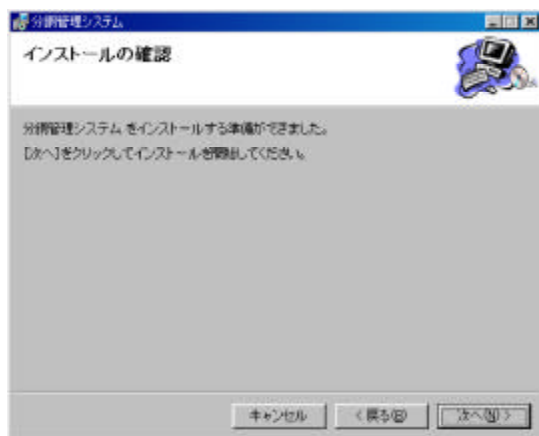 分銅管理システム
インストールの確認
分銅管理システム をインストールする準備ができました。
[次へ]をクリックしてインストールを開始してください。
キャンセル
< 戻る(B)
次へ(N) >